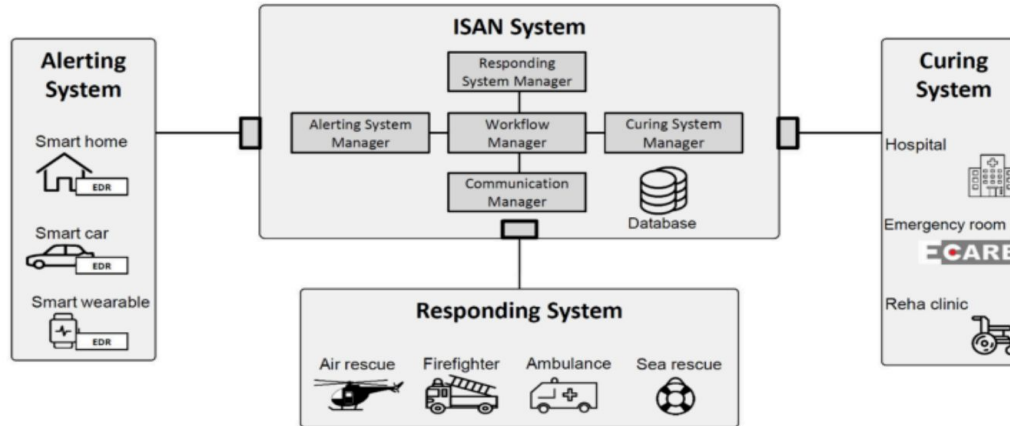 ISAN System
Responding
System Manager
Alerting System
Manager
Workflow
Manager
Curing System
Manager
Communication
Manager
Database
Alerting
System
Smart home
EDR
Smart car
EDR
Smart wearable
EDR
Curing
System
Hospital
Emergency room
ECARE
Reha clinic
Responding System
Air rescue
Firefighter
Ambulance
Sea rescue